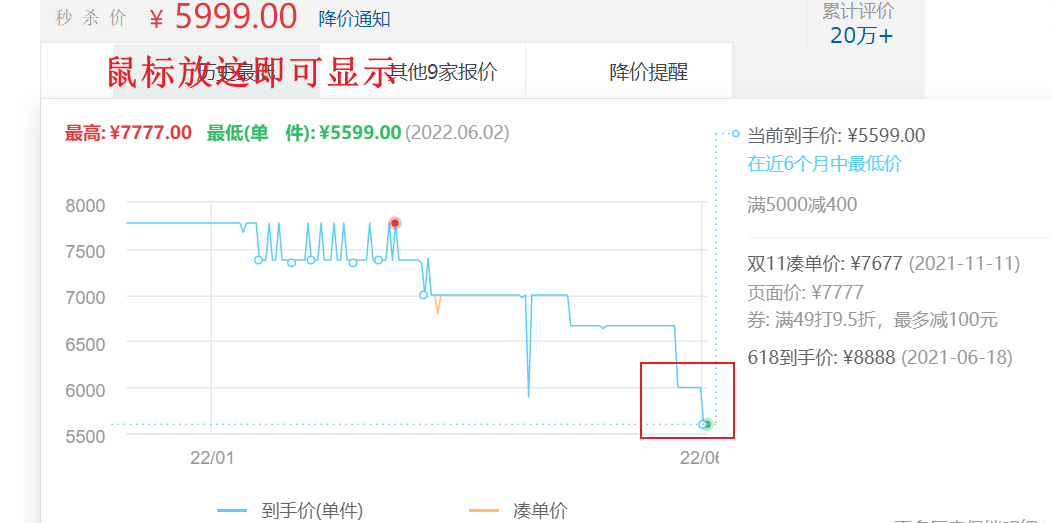 秒杀价 ¥ 5999.00 降价通知
累计评价
20万+
鼠标放这即可显示
历史最低 其他9家报价 降价提醒
最高: ¥7777.00 最低(单 件): ¥5599.00 (2022.06.02)
当前到手价: ¥5599.00
在近6个月中最低价
满5000减400
双11凑单价: ¥7677 (2021-11-11)
页面价: ¥7777
券: 满49打9.5折，最多减100元
618到手价: ¥8888 (2021-06-18)
8000
7500
7000
6500
6000
5500
22/01 22/06
到手价(单件) 凑单价